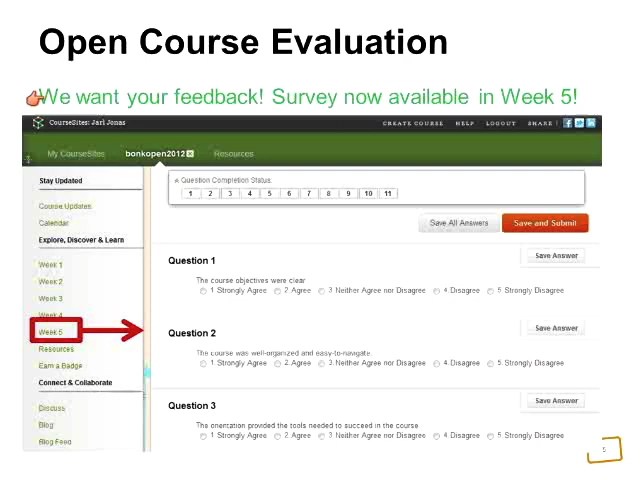 Open Course Evaluation
We want your feedback! Survey now available in Week 5!
CourseSites: Jarl Jonas
CREATE COURSE HELP LOGOUT SHARE |
My CourseSites bonkopen2012 Resources
Stay Updated
Course Updates
Calendar
Explore, Discover & Learn
Week 1
Week 2
Week 3
Week 4
Week 5
Resources
Earn a Badge
Connect & Collaborate
Discuss
Blog
Blog Feed
Question Completion Status:
1 2 3 4 5 6 7 8 9 10 11
Save All Answers Save and Submit
Question 1 Save Answer
The course objectives were clear
1 Strongly Agree 2 Agree 3 Neither Agree nor Disagree 4 Disagree 5 Strongly Disagree
Question 2 Save Answer
The course was well-organized and easy-to-navigate.
1 Strongly Agree 2 Agree 3 Neither Agree nor Disagree 4 Disagree 5 Strongly Disagree
Question 3 Save Answer
The orientation provided the tools needed to succeed in the course
1 Strongly Agree 2 Agree 3 Neither Agree nor Disagree 4 Disagree 5 Strongly Disagree
5